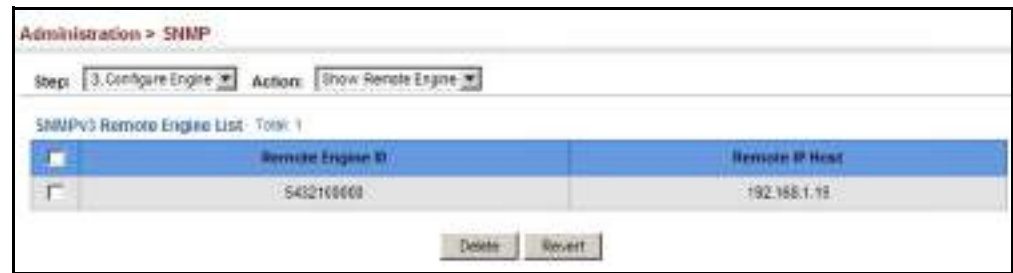 Administration > SNMP
Step: 3. Configure Engine Action: Show Remote Engine
SNMPv3 Remote Engine List Total: 1
Remote Engine ID Remote IP Host
5432100000 192.168.1.19
Delete Revert